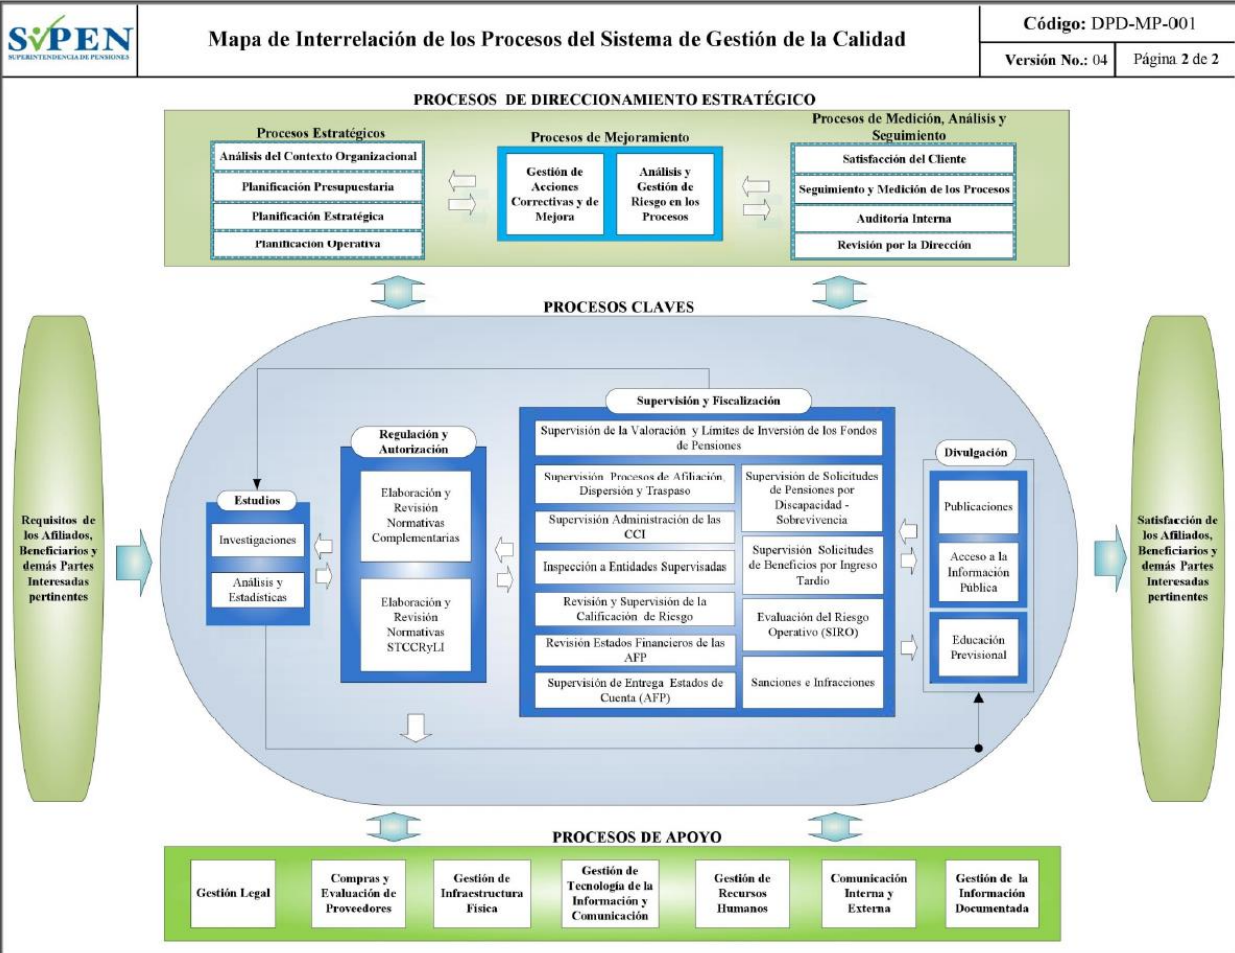 SIPEN
SUPERINTENDENCIA DE PENSIONES
Mapa de Interrelación de los Procesos del Sistema de Gestión de la Calidad
Código: DPD-MP-001
Versión No.: 04
Página 2 de 2
PROCESOS DE DIRECCIONAMIENTO ESTRATÉGICO
Procesos Estratégicos
Análisis del Contexto Organizacional
Planificación Presupuestaria
Planificación Estratégica
Planificación Operativa
Procesos de Mejoramiento
Gestión de
Acciones
Correctivas y de
Mejora
Análisis y
Gestión de
Riesgo en los
Procesos
Procesos de Medición, Análisis y
Seguimiento
Satisfacción del Cliente
Seguimiento y Medición de los Procesos
Auditoría Interna
Revisión por la Dirección
PROCESOS CLAVES
Requisitos de
los Afiliados,
Beneficiarios y
demás Partes
Interesadas
pertinentes
Estudios
Investigaciones
Análisis y
Estadísticas
Regulación y
Autorización
Elaboración y
Revisión
Normativas
Complementarias
Elaboración y
Revisión
Normativas
STCCRyLI
Supervisión y Fiscalización
Supervisión de la Valoración y Límites de Inversión de los Fondos
de Pensiones
Supervisión Procesos de Afiliación,
Dispersión y Traspaso
Supervisión Administración de las
CCI
Inspección a Entidades Supervisadas
Revisión y Supervisión de la
Calificación de Riesgo
Revisión Estados Financieros de las
AFP
Supervisión de Entrega Estados de
Cuenta (AFP)
Supervisión de Solicitudes
de Pensiones por
Discapacidad -
Sobrevivencia
Supervisión Solicitudes
de Beneficios por Ingreso
Tardío
Evaluación del Riesgo
Operativo (SIRO)
Sanciones e Infracciones
Divulgación
Publicaciones
Acceso a la
Información
Pública
Educación
Previsional
Satisfacción de
los Afiliados,
Beneficiarios y
demás Partes
Interesadas
pertinentes
PROCESOS DE APOYO
Gestión Legal
Compras y
Evaluación de
Proveedores
Gestión de
Infraestructura
Física
Gestión de
Tecnología de la
Información y
Comunicación
Gestión de
Recursos
Humanos
Comunicación
Interna y
Externa
Gestión de la
Información
Documentada